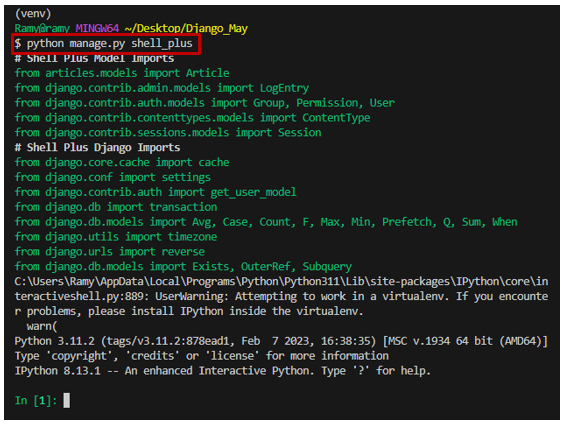 (venv)
Ramy@ramy MINGW64 ~/Desktop/Django_May
$ python manage.py shell_plus
# Shell Plus Model Imports
from articles.models import Article
from django.contrib.admin.models import LogEntry
from django.contrib.auth.models import Group, Permission, User
from django.contrib.contenttypes.models import ContentType
from django.contrib.sessions.models import Session
# Shell Plus Django Imports
from django.core.cache import cache
from django.conf import settings
from django.contrib.auth import get_user_model
from django.db import transaction
from django.db.models import Avg, Case, Count, F, Max, Min, Prefetch, Q, Sum, When
from django.utils import timezone
from django.urls import reverse
from django.db.models import Exists, OuterRef, Subquery
C:\Users\Ramy\AppData\Local\Programs\Python\Python311\Lib\site-packages\IPython\core\in
teractiveshell.py:889: UserWarning: Attempting to work in a virtualenv. If you encounte
r problems, please install IPython inside the virtualenv.
  warn(
Python 3.11.2 (tags/v3.11.2:878ead1, Feb  7 2023, 16:38:35) [MSC v.1934 64 bit (AMD64)]
Type 'copyright', 'credits' or 'license' for more information
IPython 8.13.1 -- An enhanced Interactive Python. Type '?' for help.
In [1]: